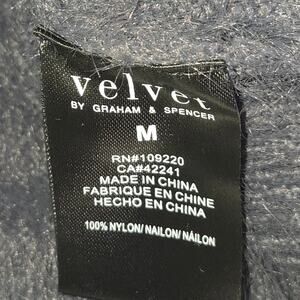 velvet
BY GRAHAM & SPENCER
M
RN#109220
CA#42241
MADE IN CHINA
FABRIQUE EN CHINE
HECHO EN CHINA
100% NYLON/ NAILON/ NÁILON